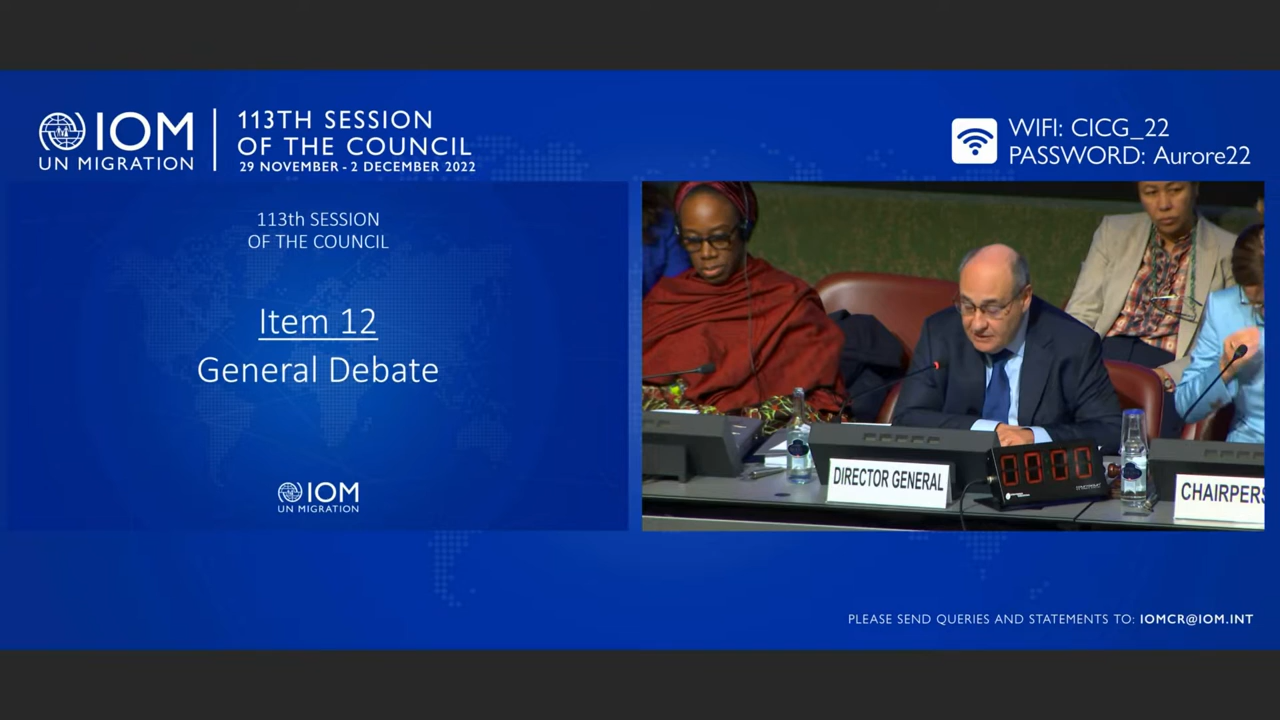 IOM
UN MIGRATION
113TH SESSION
OF THE COUNCIL
29 NOVEMBER - 2 DECEMBER 2022
WIFI: CICG_22
PASSWORD: Aurore22
113th SESSION
OF THE COUNCIL
Item 12
General Debate
IOM
UN MIGRATION
DIRECTOR GENERAL
00:00
CHAIRPERS
PLEASE SEND QUERIES AND STATEMENTS TO: IOMCR@IOM.INT